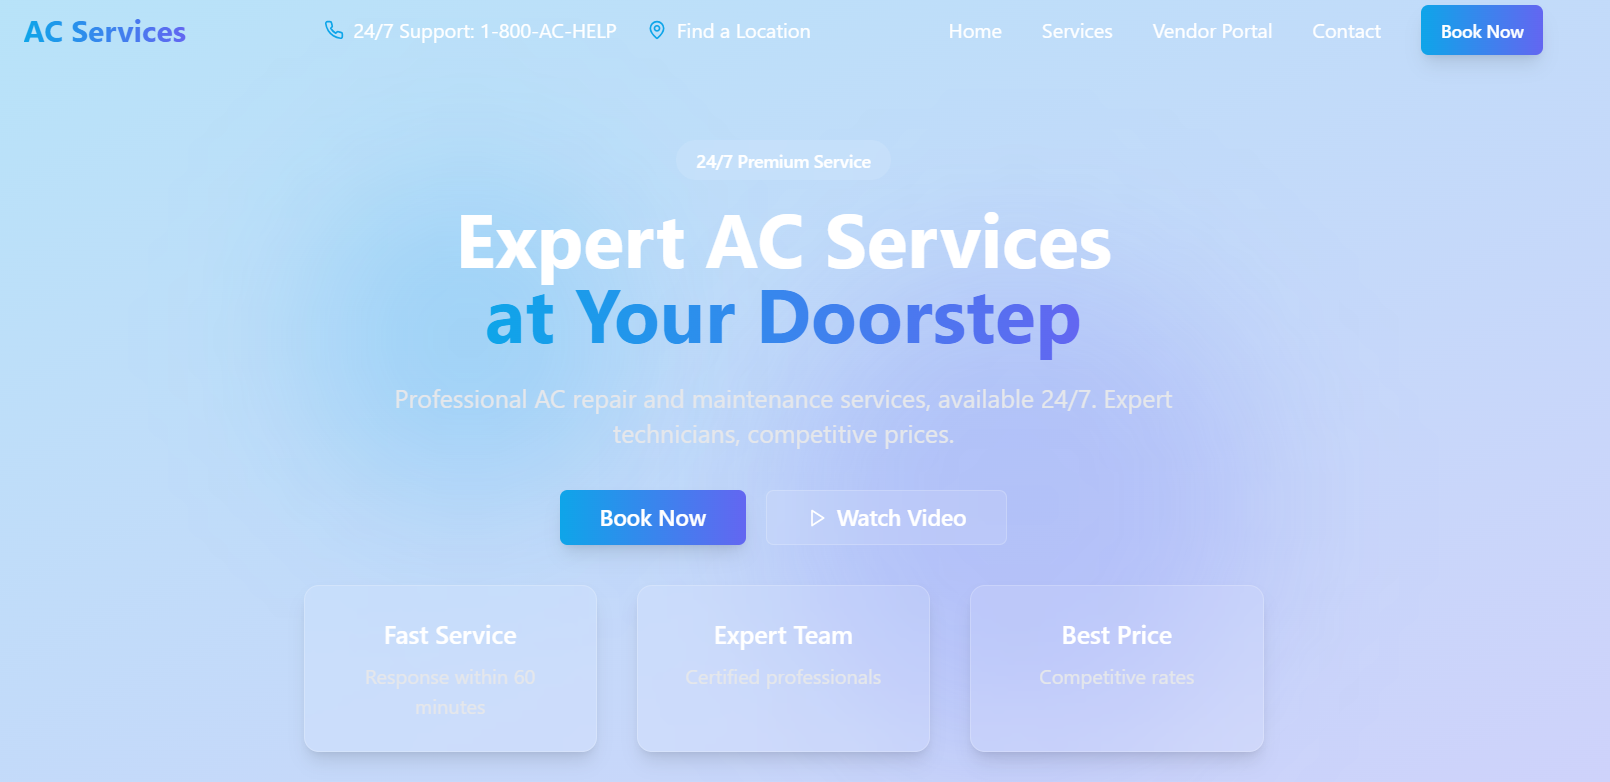 AC Services
24/7 Support: 1-800-AC-HELP
Find a Location
Home
Services
Vendor Portal
Contact
Book Now
24/7 Premium Service
Expert AC Services
at Your Doorstep
Professional AC repair and maintenance services, available 24/7. Expert
technicians, competitive prices.
Book Now
Watch Video
Fast Service
Response within 60
minutes
Expert Team
Certified professionals
Best Price
Competitive rates